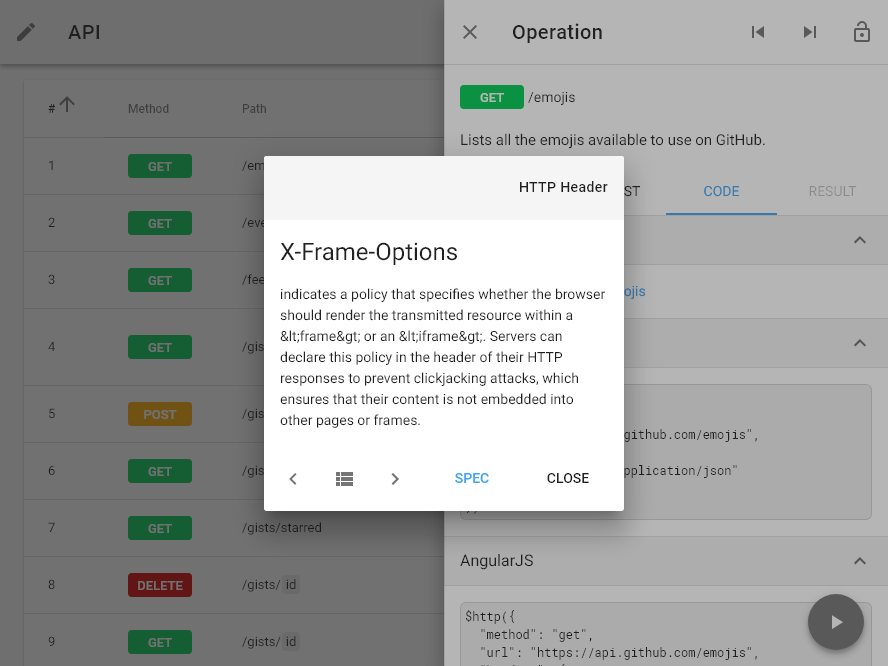 API
# Method Path
1 GET /em
2 GET /eve
3 GET /fee
4 GET /gis
5 POST /gis
6 GET /gis
7 GET /gists/starred
8 DELETE /gists/ id
9 GET /gists/ id
Operation
GET /emojis
Lists all the emojis available to use on GitHub.
ST CODE RESULT
ojis
github.com/emojis",
pplication/json"
AngularJS
$http({
"method": "get",
"url": "https://api.github.com/emojis",
HTTP Header
X-Frame-Options
indicates a policy that specifies whether the browser
should render the transmitted resource within a
&lt;frame&gt; or an &lt;iframe&gt;. Servers can
declare this policy in the header of their HTTP
responses to prevent clickjacking attacks, which
ensures that their content is not embedded into
other pages or frames.
SPEC CLOSE